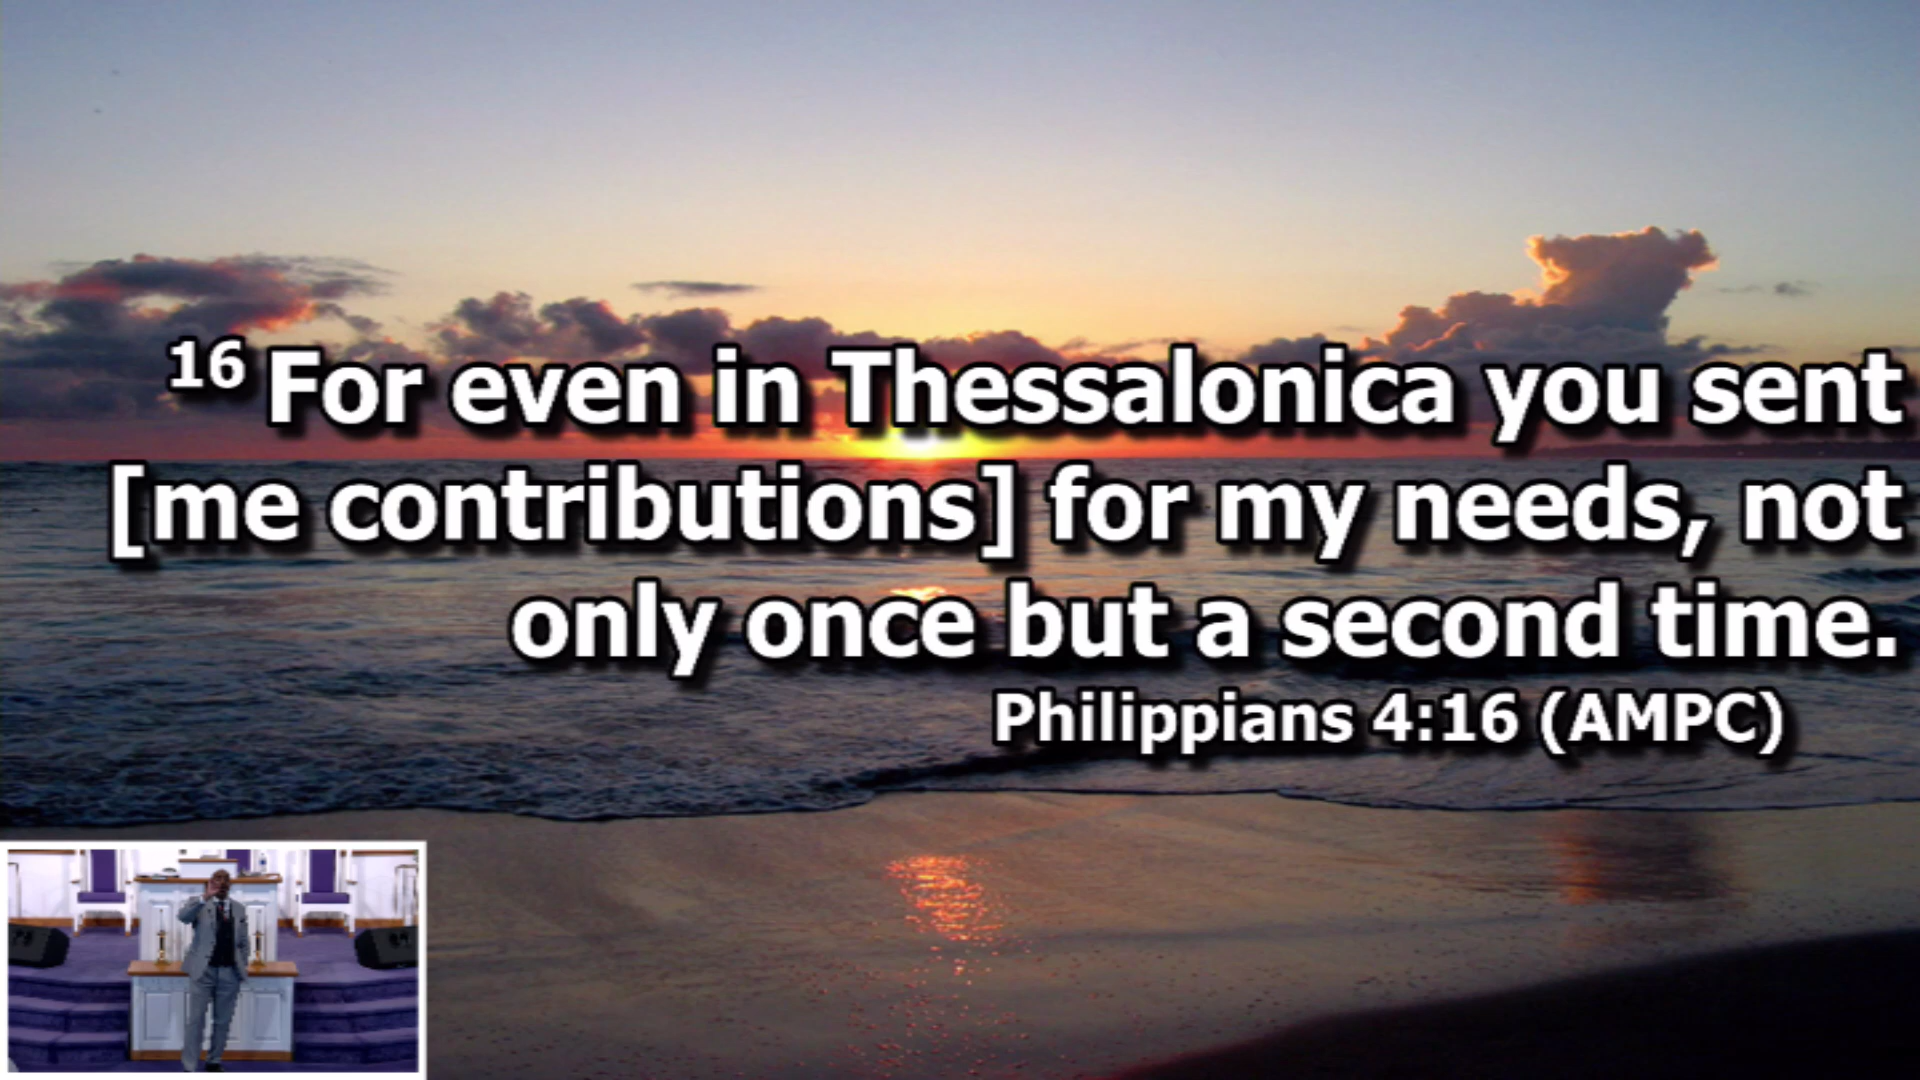 16 For even in Thessalonica you sent
[me contributions] for my needs, not
only once but a second time.
Philippians 4:16 (AMPC)